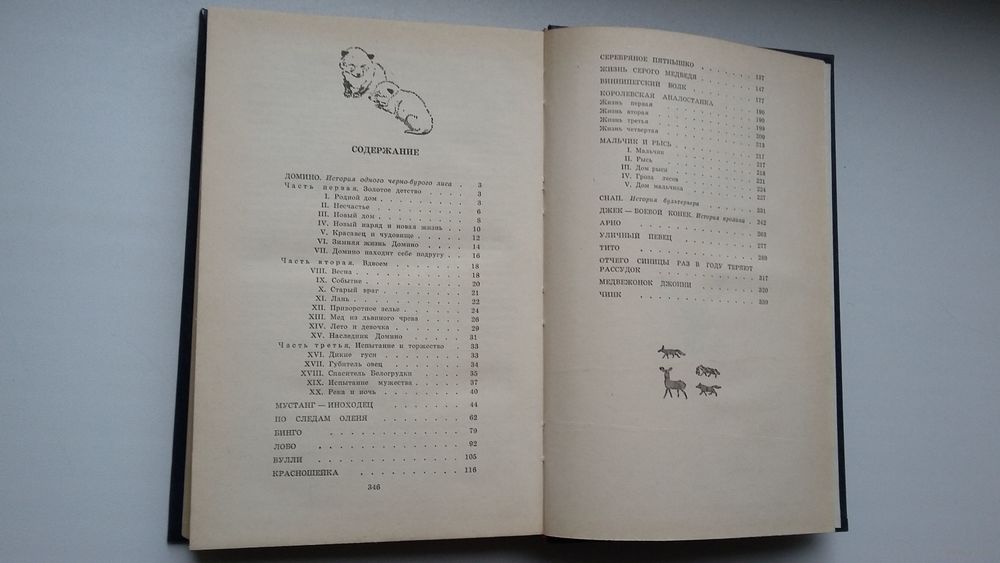 СОДЕРЖАНИЕ
ДОМИНО. История одного черно-бурого лиса . 3
Часть первая. Золотое детство . . . . 3
I. Родной дом . . . . . . . . 3
II. Несчастье . . . . . . . . 6
III. Новый дом . . . . . . . . 8
IV. Новый наряд и новая жизнь . . . 10
V. Красавец и чудовище . . . . . 12
VI. Зимняя жизнь Домино . . . . 14
VII. Домино находит себе подругу . . 16
Часть вторая. Вдвоем . . . . . . 18
VIII. Весна . . . . . . . . . 18
IX. Событие . . . . . . . . 20
X. Старый враг . . . . . . . 21
XI. Лань . . . . . . . . . 22
XII. Приворотное зелье . . . . . 24
XIII. Мед из львиного чрева . . . . 26
XIV. Лето и девочка . . . . . . 29
XV. Наследник Домино . . . . . 31
Часть третья. Испытание и торжество . 33
XVI. Дикие гуси . . . . . . . 33
XVII. Губитель овец . . . . . . 34
XVIII. Спаситель Белогрудки . . . . 35
XIX. Испытание мужества . . . . . 37
XX. Река и ночь . . . . . . . 40
МУСТАНГ — ИНОХОДЕЦ . . . . . . 44
ПО СЛЕДАМ ОЛЕНЯ . . . . . . . 62
БИНГО . . . . . . . . . . . 79
ЛОБО . . . . . . . . . . . 92
ВУЛЛИ . . . . . . . . . . . 105
КРАСНОШЕЙКА . . . . . . . . 116
346
СЕРЕБРЯНОЕ ПЯТНЫШКО . . . . . 137
ЖИЗНЬ СЕРОГО МЕДВЕДЯ . . . . . 147
ВИННИПЕГСКИЙ ВОЛК . . . . . . 177
КОРОЛЕВСКАЯ АНАЛОСТАНКА . . . . 190
Жизнь первая . . . . . . . . 190
Жизнь вторая . . . . . . . . 199
Жизнь третья . . . . . . . .
Жизнь четвертая . . . . . . .
МАЛЬЧИК И РЫСЬ . . . . . . . 217
I. Мальчик . . . . . . . . 217
II. Рысь . . . . . . . . . 218
III. Дом рыси . . . . . . . . 221
IV. Гроза лесов . . . . . . . 224
V. Дом мальчика . . . . . . . 227
СНАП. История бультерьера . . . . . 231
ДЖЕК — БОЕВОЙ КОНЕК. История кролика . 242
АРНО . . . . . . . . . . .
УЛИЧНЫЙ ПЕВЕЦ . . . . . . . . 277
ТИТО . . . . . . . . . . .
ОТЧЕГО СИНИЦЫ РАЗ В ГОДУ ТЕРЯЮТ
РАССУДОК . . . . . . . . . . 317
МЕДВЕЖОНОК ДЖОННИ . . . . . . 320
ЧИНК . . . . . . . . . . . 339